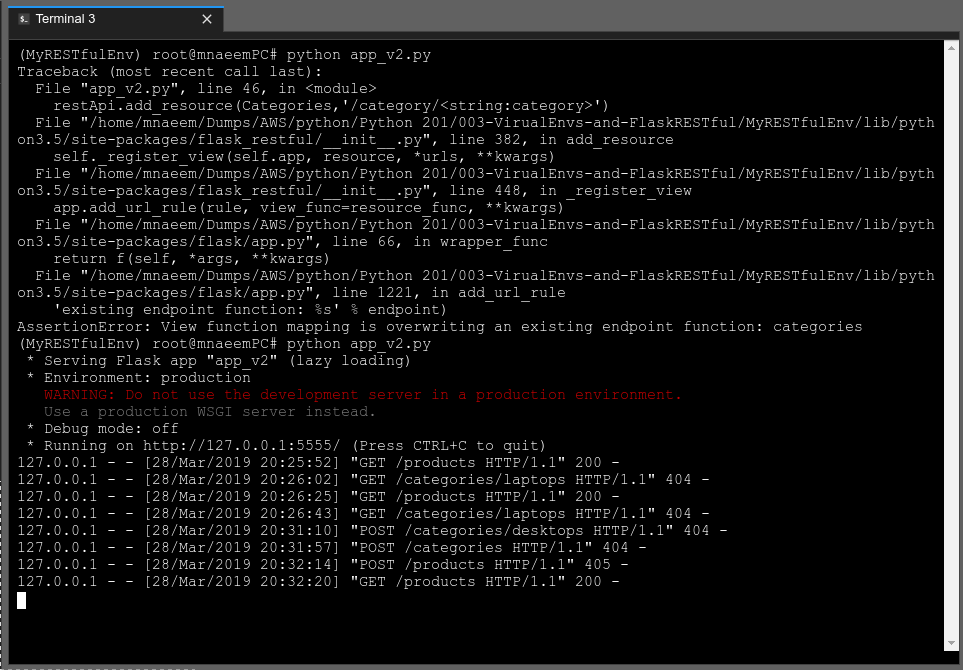 Terminal 3
(MyRESTfulEnv) root@mnaeemPC# python app_v2.py
Traceback (most recent call last):
  File "app_v2.py", line 46, in <module>
    restApi.add_resource(Categories,'/category/<string:category>')
  File "/home/mnaeem/Dumps/AWS/python/Python 201/003-VirualEnvs-and-FlaskRESTful/MyRESTfulEnv/lib/pyth
on3.5/site-packages/flask_restful/__init__.py", line 382, in add_resource
    self._register_view(self.app, resource, *urls, **kwargs)
  File "/home/mnaeem/Dumps/AWS/python/Python 201/003-VirualEnvs-and-FlaskRESTful/MyRESTfulEnv/lib/pyth
on3.5/site-packages/flask_restful/__init__.py", line 448, in _register_view
    app.add_url_rule(rule, view_func=resource_func, **kwargs)
  File "/home/mnaeem/Dumps/AWS/python/Python 201/003-VirualEnvs-and-FlaskRESTful/MyRESTfulEnv/lib/pyth
on3.5/site-packages/flask/app.py", line 66, in wrapper_func
    return f(self, *args, **kwargs)
  File "/home/mnaeem/Dumps/AWS/python/Python 201/003-VirualEnvs-and-FlaskRESTful/MyRESTfulEnv/lib/pyth
on3.5/site-packages/flask/app.py", line 1221, in add_url_rule
    'existing endpoint function: %s' % endpoint)
AssertionError: View function mapping is overwriting an existing endpoint function: categories
(MyRESTfulEnv) root@mnaeemPC# python app_v2.py
 * Serving Flask app "app_v2" (lazy loading)
 * Environment: production
   WARNING: Do not use the development server in a production environment.
   Use a production WSGI server instead.
 * Debug mode: off
 * Running on http://127.0.0.1:5555/ (Press CTRL+C to quit)
127.0.0.1 - - [28/Mar/2019 20:25:52] "GET /products HTTP/1.1" 200 -
127.0.0.1 - - [28/Mar/2019 20:26:02] "GET /categories/laptops HTTP/1.1" 404 -
127.0.0.1 - - [28/Mar/2019 20:26:25] "GET /products HTTP/1.1" 200 -
127.0.0.1 - - [28/Mar/2019 20:26:43] "GET /categories/laptops HTTP/1.1" 404 -
127.0.0.1 - - [28/Mar/2019 20:31:10] "POST /categories/desktops HTTP/1.1" 404 -
127.0.0.1 - - [28/Mar/2019 20:31:57] "POST /categories HTTP/1.1" 404 -
127.0.0.1 - - [28/Mar/2019 20:32:14] "POST /products HTTP/1.1" 405 -
127.0.0.1 - - [28/Mar/2019 20:32:20] "GET /products HTTP/1.1" 200 -